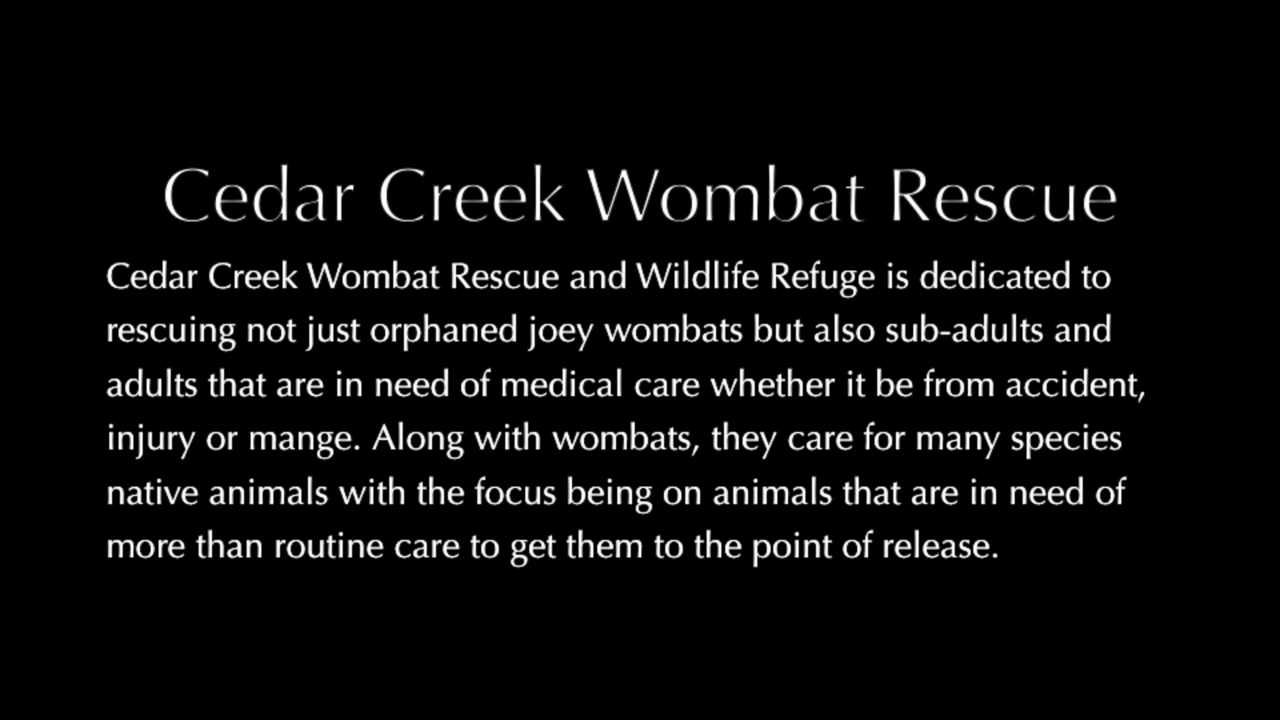 Cedar Creek Wombat Rescue
Cedar Creek Wombat Rescue and Wildlife Refuge is dedicated to
rescuing not just orphaned joey wombats but also sub-adults and
adults that are in need of medical care whether it be from accident,
injury or mange. Along with wombats, they care for many species
native animals with the focus being on animals that are in need of
more than routine care to get them to the point of release.